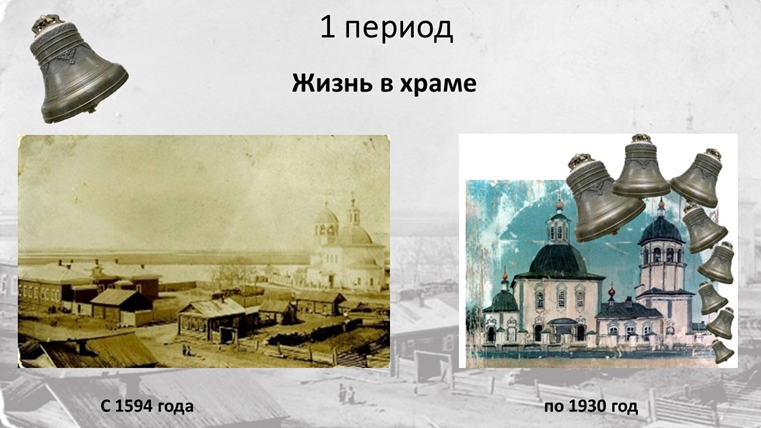 1 период
Жизнь в храме
С 1594 года
по 1930 год